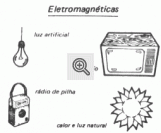 Eletromagnéticas
luz artificial
rádio de pilha
calor e luz natural